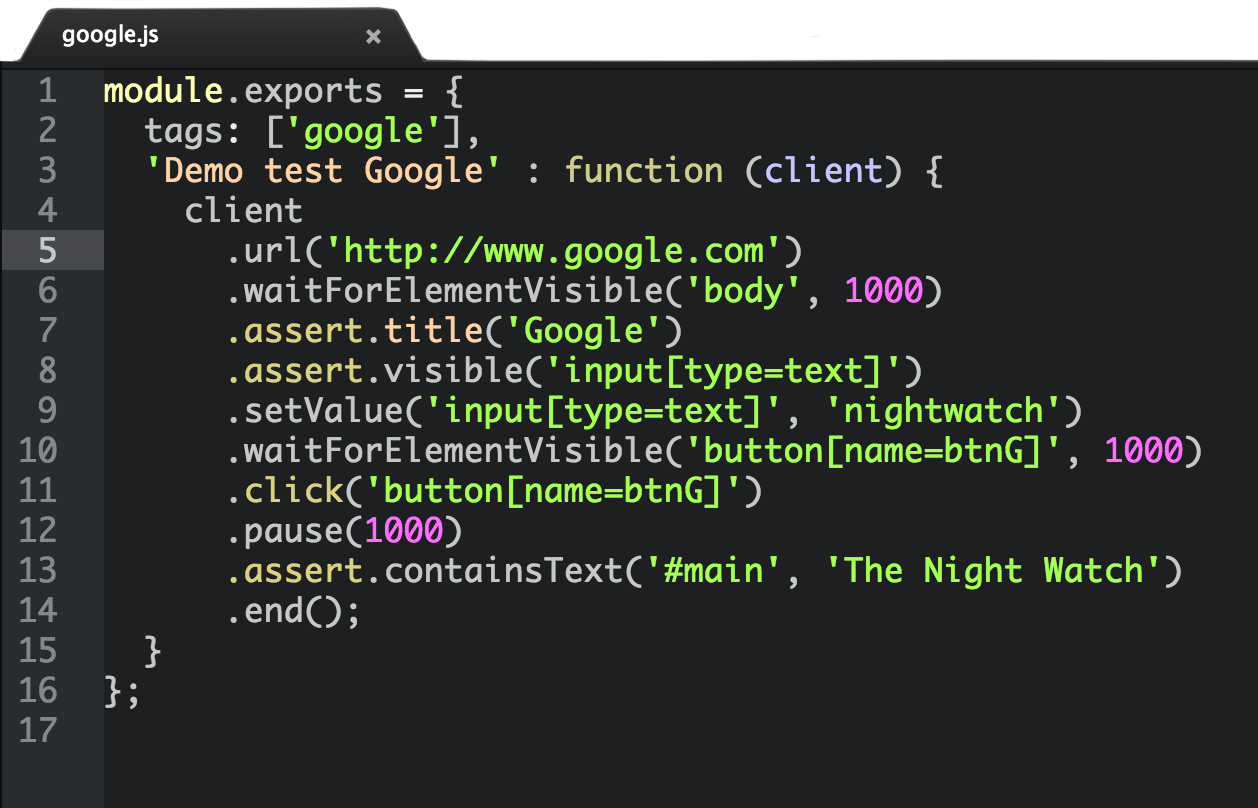 google.js ×
1 module.exports = {
2   tags: ['google'],
3   'Demo test Google' : function (client) {
4     client
5       .url('http://www.google.com')
6       .waitForElementVisible('body', 1000)
7       .assert.title('Google')
8       .assert.visible('input[type=text]')
9       .setValue('input[type=text]', 'nightwatch')
10       .waitForElementVisible('button[name=btnG]', 1000)
11       .click('button[name=btnG]')
12       .pause(1000)
13       .assert.containsText('#main', 'The Night Watch')
14       .end();
15   }
16 };
17